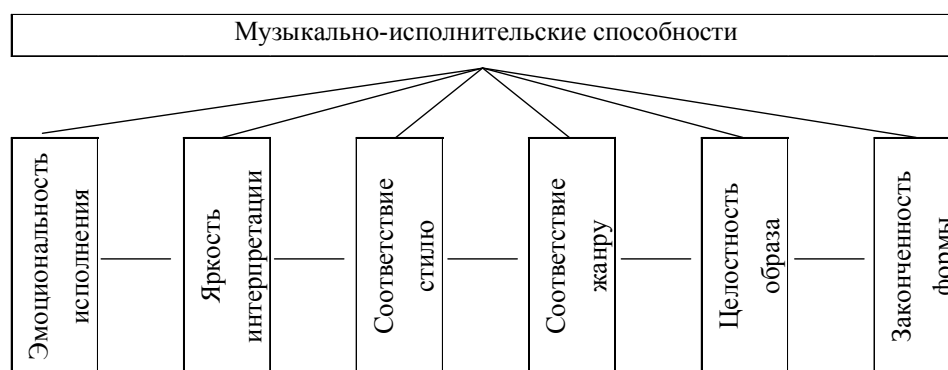 Музыкально-исполнительские способности
Эмоциональность
исполнения
Яркость
интерпретации
Соответствие
стилю
Соответствие
жанру
Целостность
образа
Законченность
формы